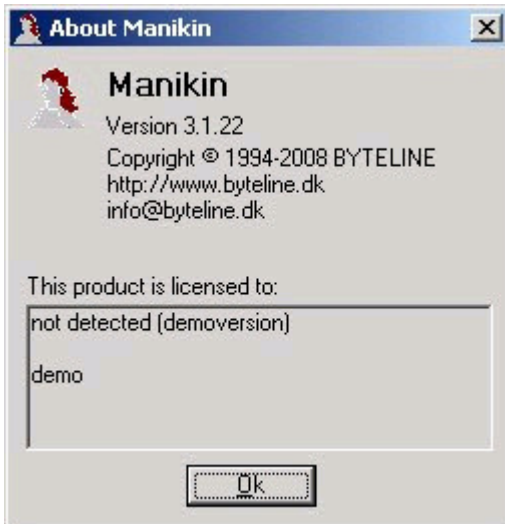 About Manikin
Manikin
Version 3.1.22
Copyright © 1994-2008 BYTELINE
http://www.byteline.dk
info@byteline.dk
This product is licensed to:
not detected (demoversion)
demo
Ok